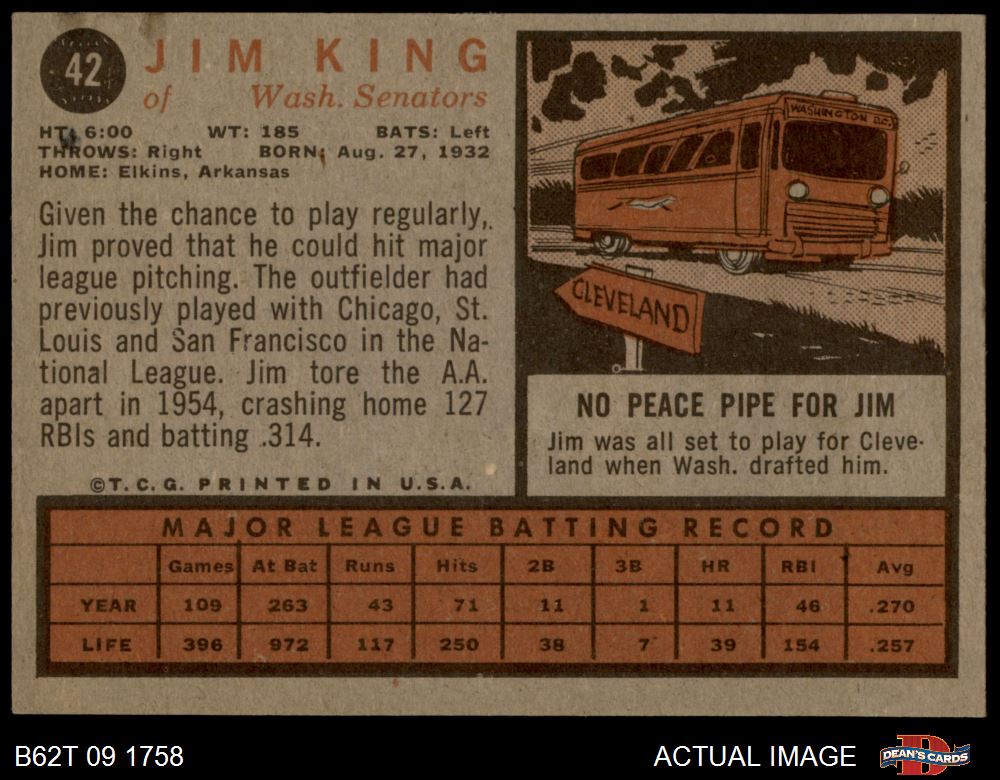 42
JIM KING
of Wash. Senators
HT: 6:00 WT: 185 BATS: Left
THROWS: Right BORN: Aug. 27, 1932
HOME: Elkins, Arkansas
Given the chance to play regularly,
Jim proved that he could hit major
league pitching. The outfielder had
previously played with Chicago, St.
Louis and San Francisco in the Na-
tional League. Jim tore the A.A.
apart in 1954, crashing home 127
RBIs and batting .314.
©T.C.G. PRINTED IN U.S.A.
WASHINGTON D.C.
CLEVELAND
NO PEACE PIPE FOR JIM
Jim was all set to play for Cleve-
land when Wash. drafted him.
MAJOR LEAGUE BATTING RECORD
Games At Bat Runs Hits 2B 3B HR RBI Avg
YEAR 109 263 43 71 11 1 11 46 .270
LIFE 396 972 117 250 38 7 39 154 .257
B62T 09 1758
ACTUAL IMAGE
D
DEAN'S CARDS